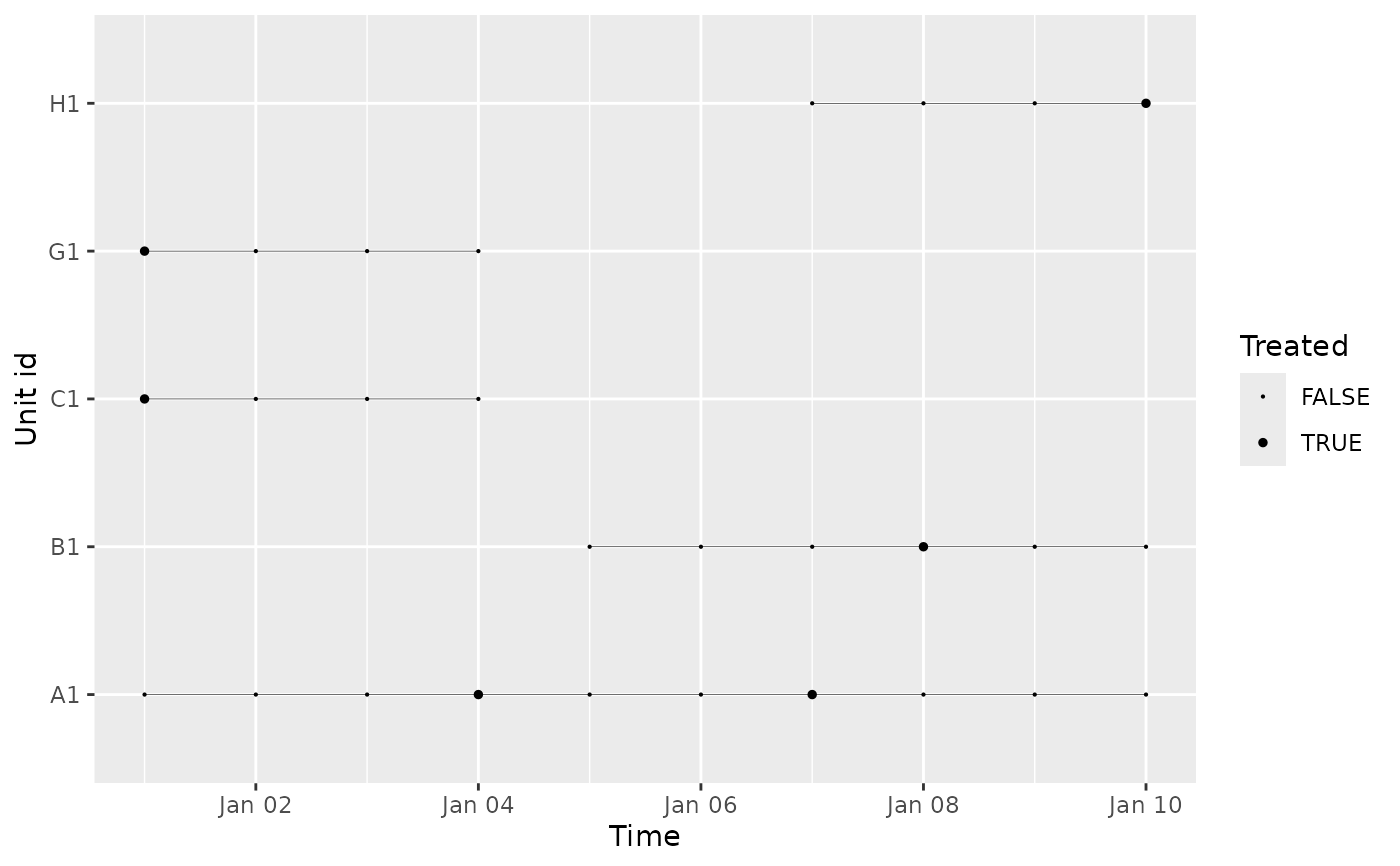 H1
G1
C1
B1
A1
Unit id
Jan 02
Jan 04
Jan 06
Jan 08
Jan 10
Time
Treated
FALSE
TRUE